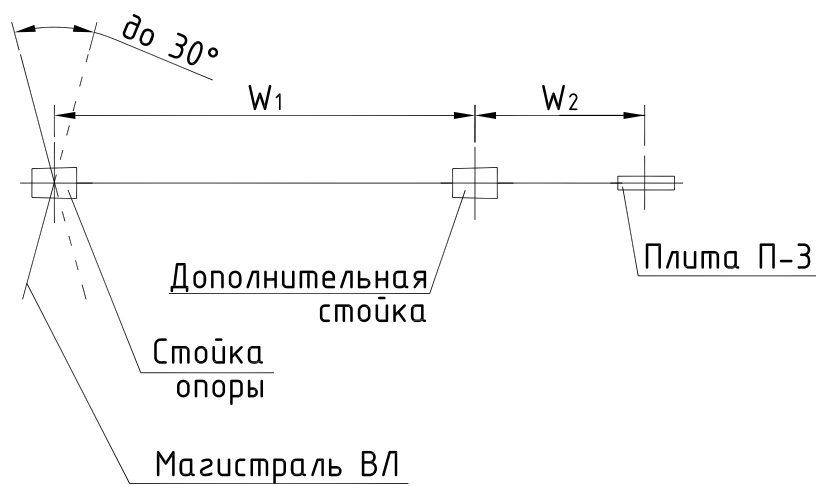 до 30°
W1
W2
Плита П-3
Дополнительная
стойка
Стойка
опоры
Магистраль ВЛ